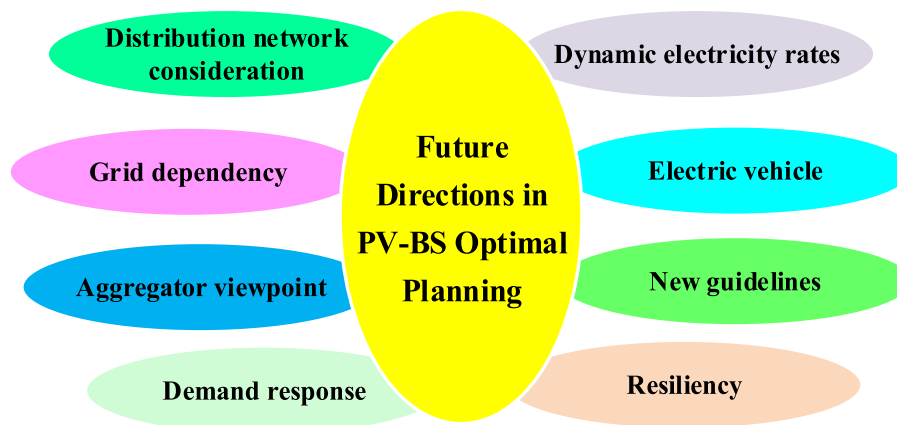 Distribution network
consideration
Grid dependency
Aggregator viewpoint
Demand response
Future
Directions in
PV-BS Optimal
Planning
Dynamic electricity rates
Electric vehicle
New guidelines
Resiliency